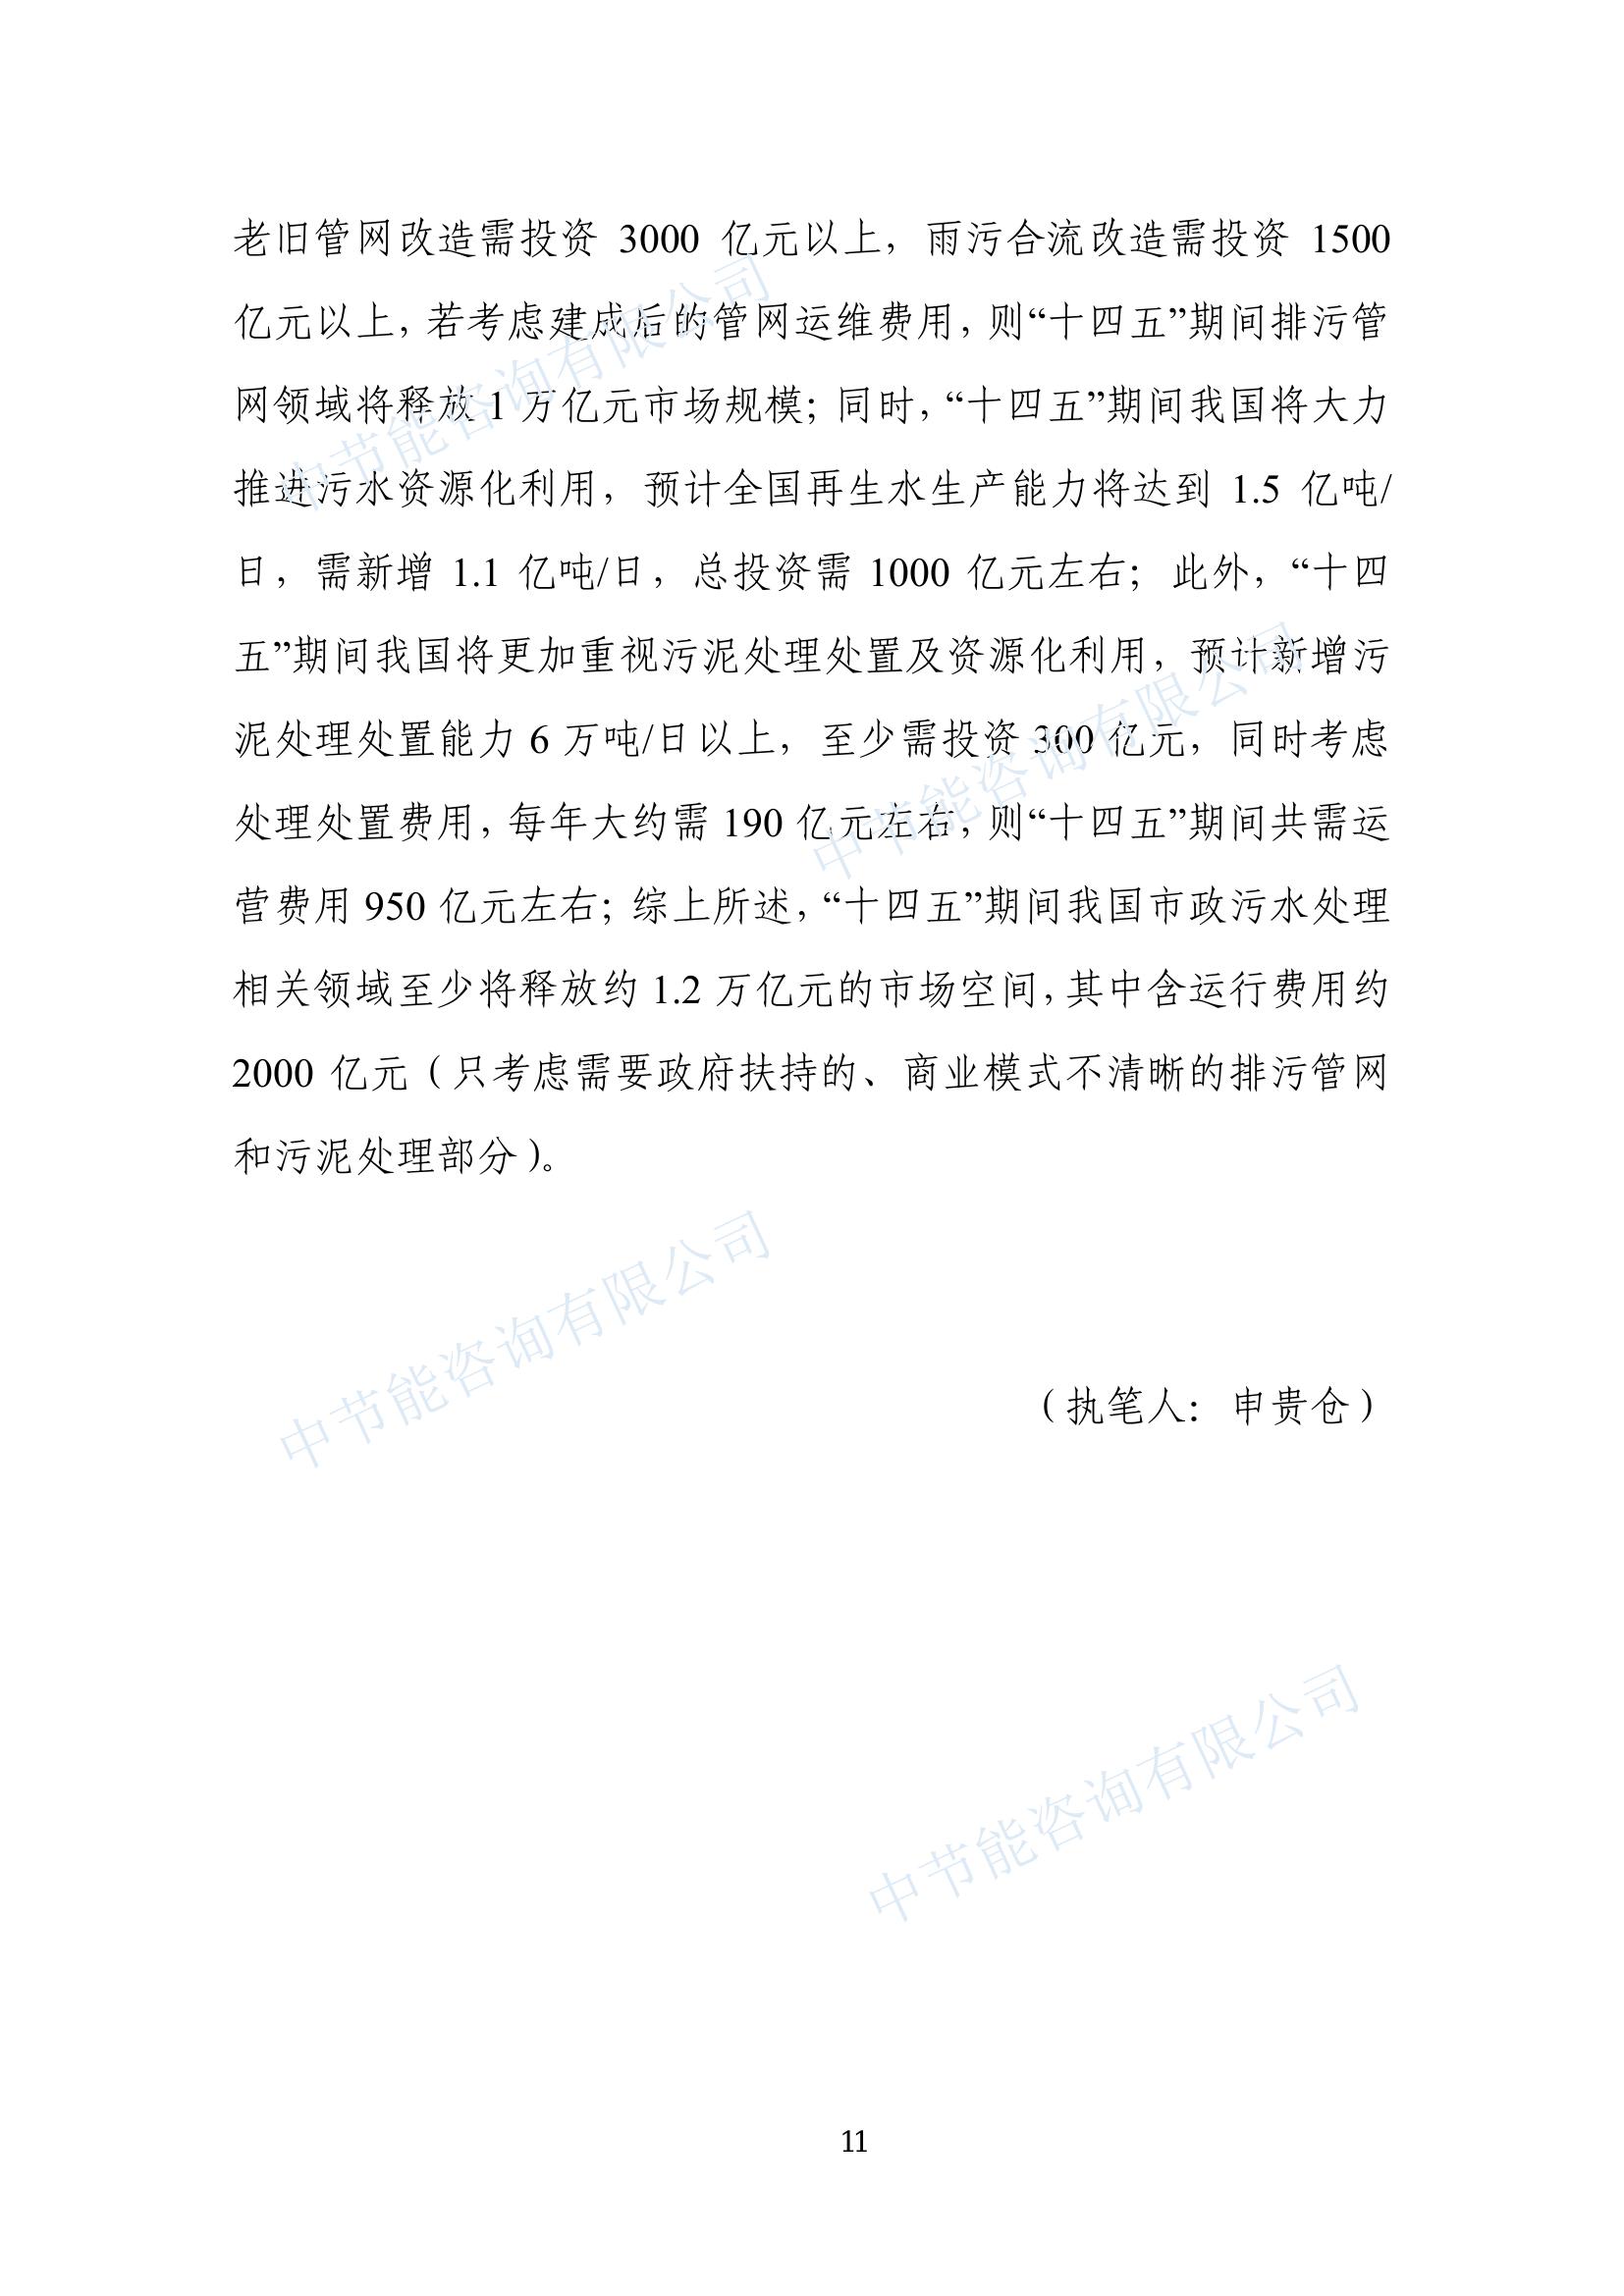 老旧管网改造需投资 3000 亿元以上，雨污合流改造需投资 1500
亿元以上，若考虑建成后的管网运维费用，则“十四五”期间排污管
网领域将释放 1 万亿元市场规模；同时，“十四五”期间我国将大力
推进污水资源化利用，预计全国再生水生产能力将达到 1.5 亿吨/
日，需新增 1.1 亿吨/日，总投资需 1000 亿元左右；此外，“十四
五”期间我国将更加重视污泥处理处置及资源化利用，预计新增污
泥处理处置能力 6 万吨/日以上，至少需投资 300 亿元，同时考虑
处理处置费用，每年大约需 190 亿元左右，则“十四五”期间共需运
营费用 950 亿元左右；综上所述，“十四五”期间我国市政污水处理
相关领域至少将释放约 1.2 万亿元的市场空间，其中含运行费用约
2000 亿元（只考虑需要政府扶持的、商业模式不清晰的排污管网
和污泥处理部分）。
（执笔人：申贵仓）
11
中节能咨询有限公司
中节能咨询有限公司
中节能咨询有限公司
中节能咨询有限公司